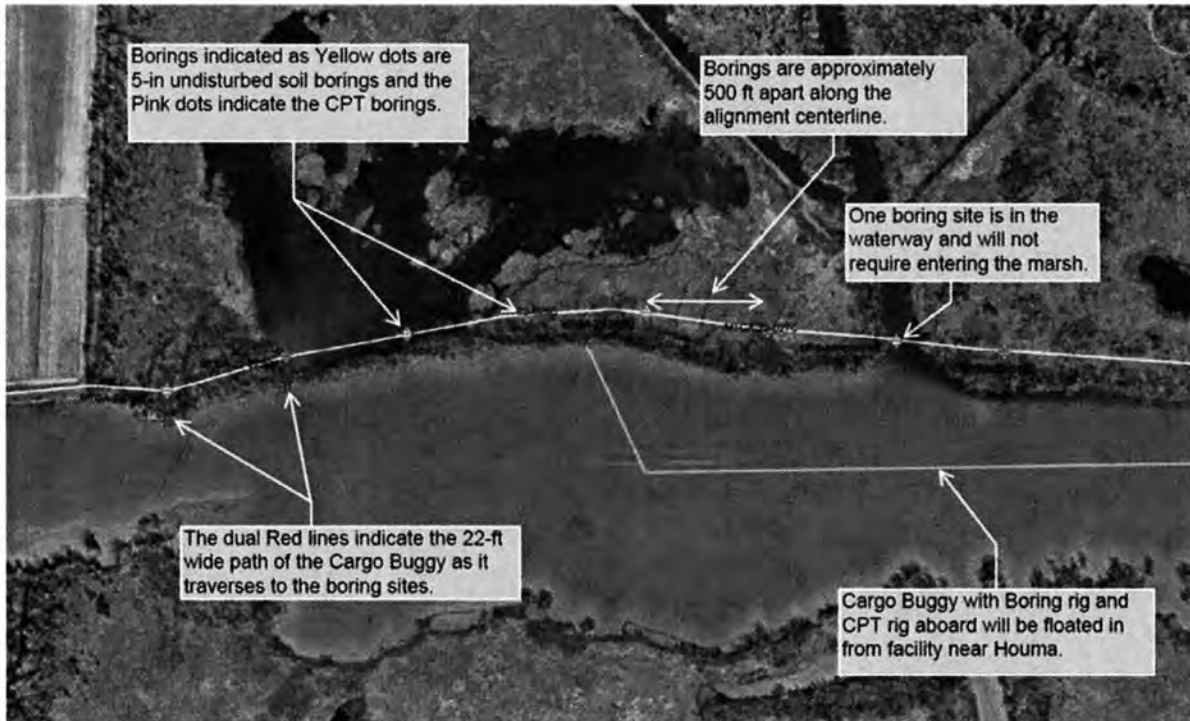 Borings indicated as Yellow dots are
5-in undisturbed soil borings and the
Pink dots indicate the CPT borings.
Borings are approximately
500 ft apart along the
alignment centerline.
One boring site is in the
waterway and will not
require entering the marsh.
The dual Red lines indicate the 22-ft
wide path of the Cargo Buggy as it
traverses to the boring sites.
Cargo Buggy with Boring rig and
CPT rig aboard will be floated in
from facility near Houma.